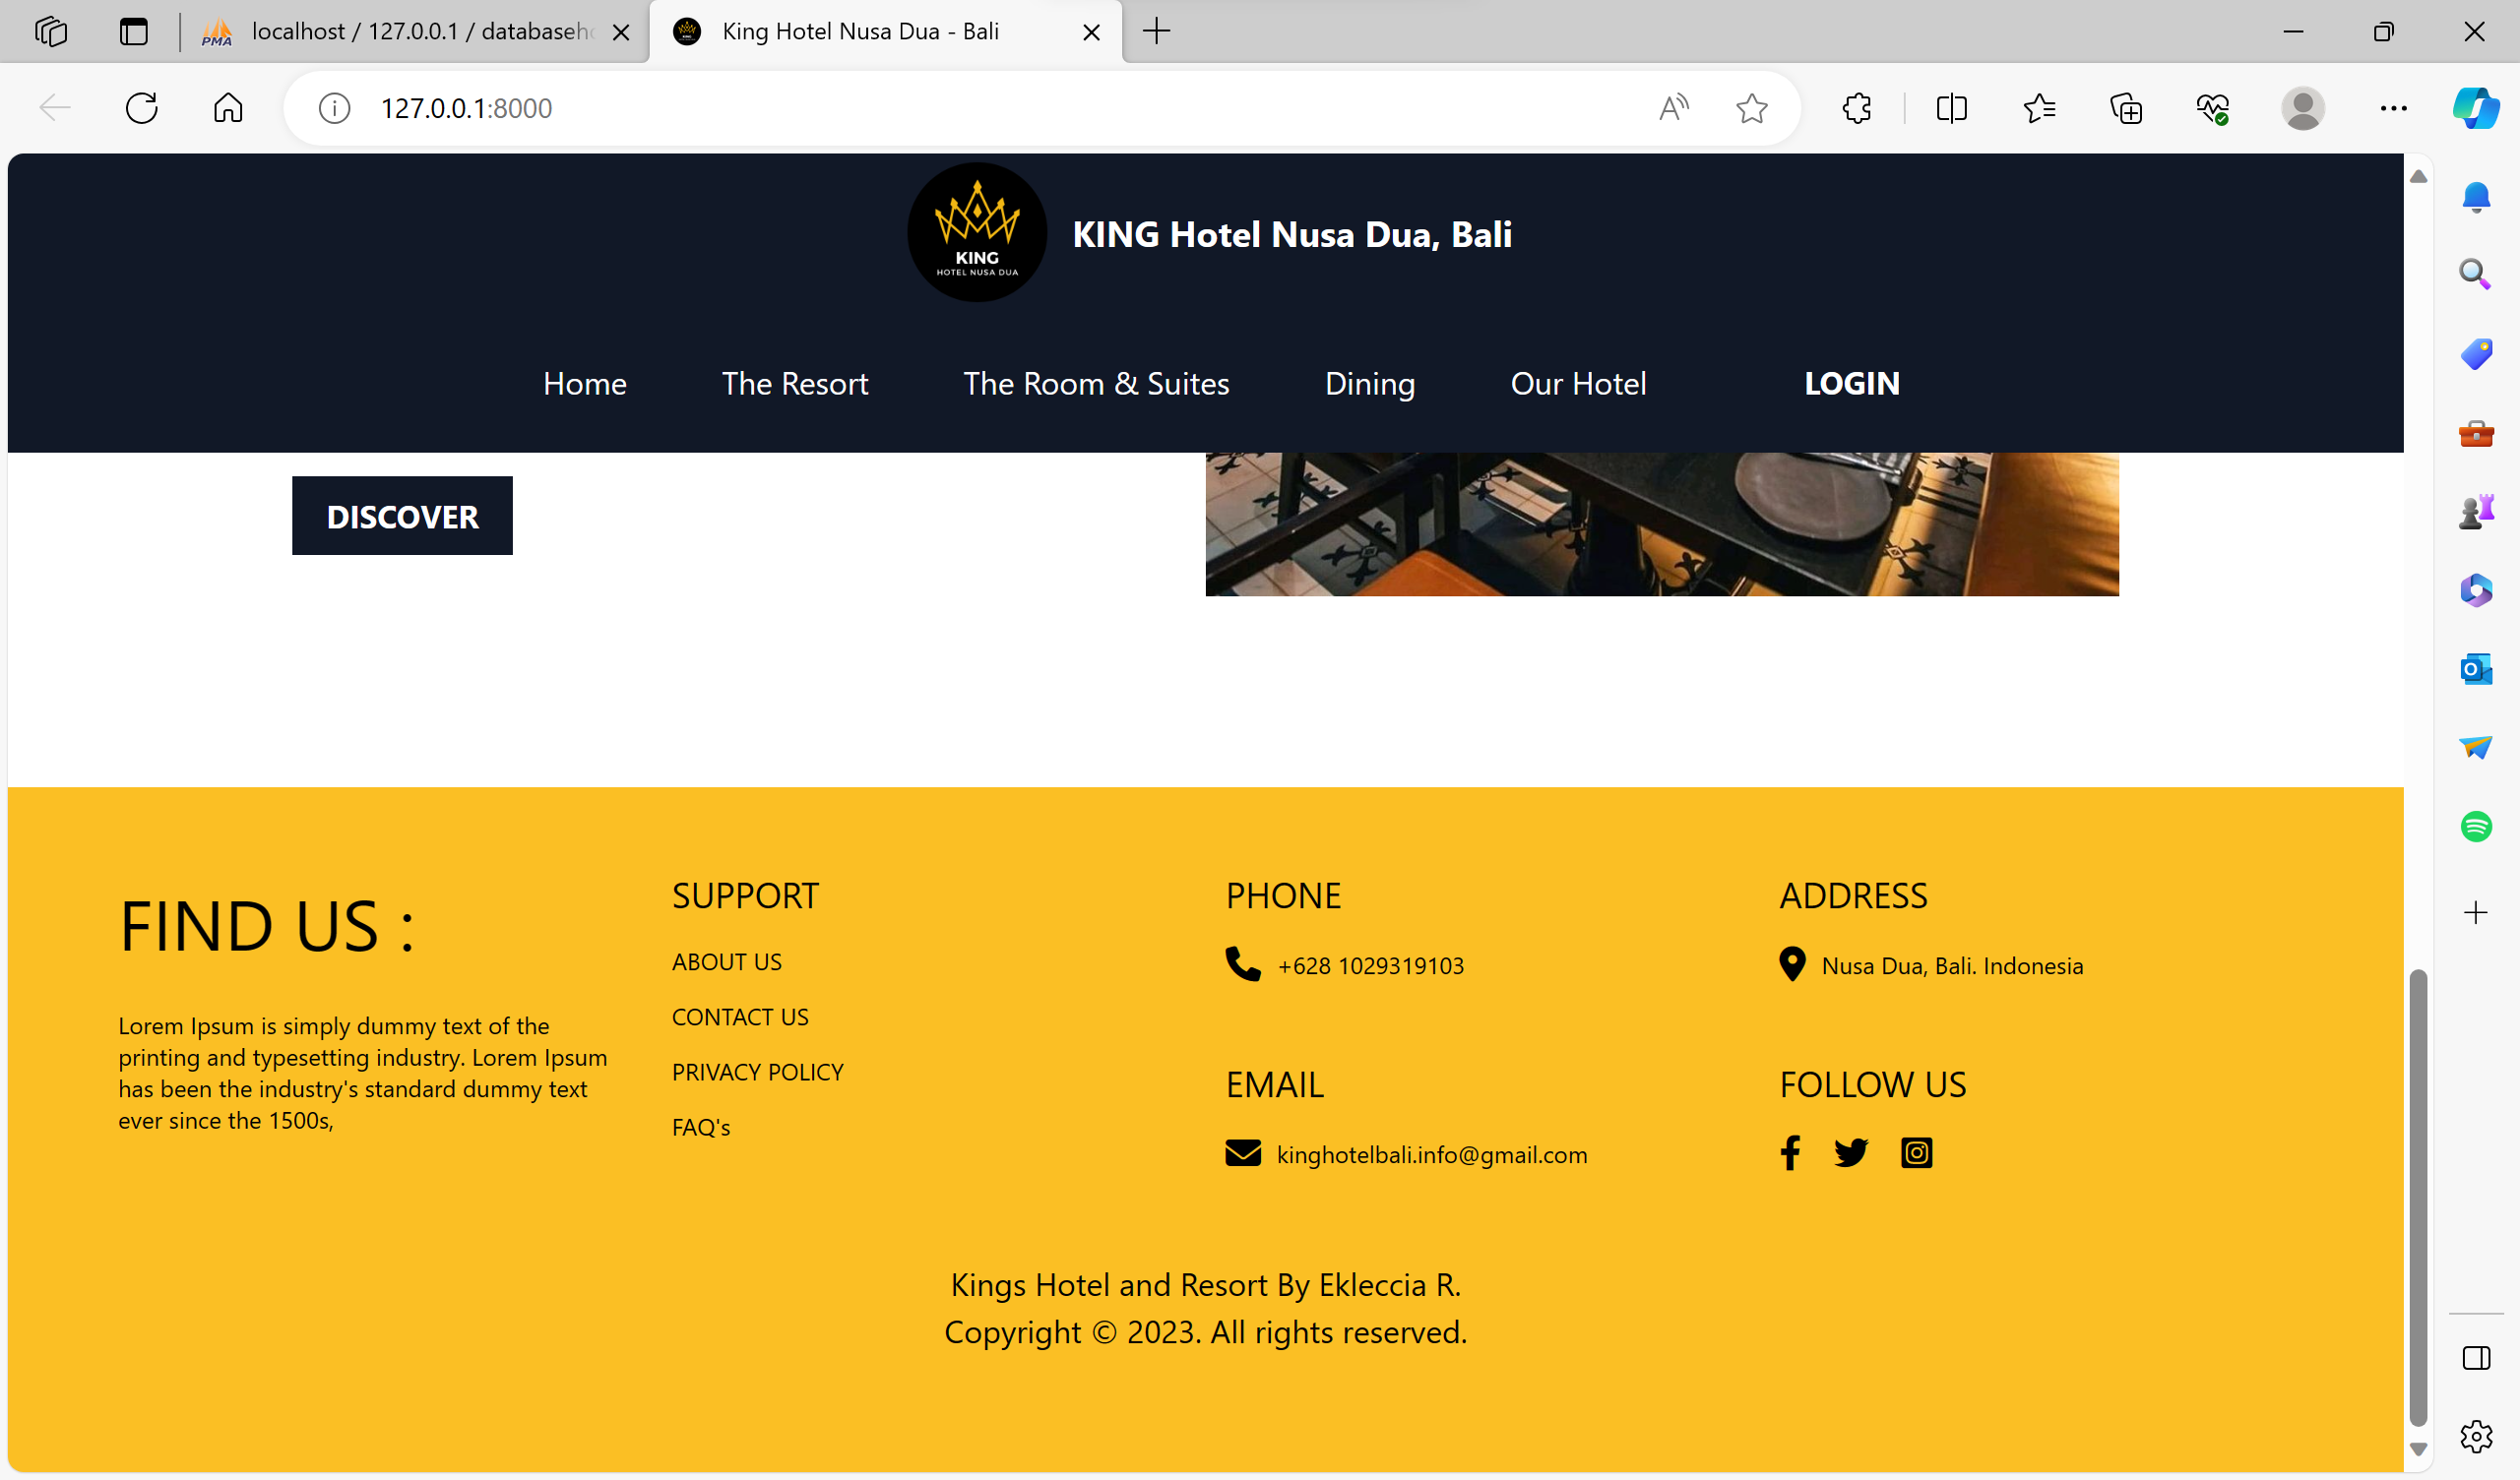 localhost / 127.0.0.1 / databaseho
King Hotel Nusa Dua - Bali
127.0.0.1:8000
KING
HOTEL NUSA DUA
KING Hotel Nusa Dua, Bali
Home The Resort The Room & Suites Dining Our Hotel LOGIN
DISCOVER
FIND US :
Lorem Ipsum is simply dummy text of the
printing and typesetting industry. Lorem Ipsum
has been the industry's standard dummy text
ever since the 1500s,
SUPPORT
ABOUT US
CONTACT US
PRIVACY POLICY
FAQ's
PHONE
+628 1029319103
EMAIL
kinghotelbali.info@gmail.com
ADDRESS
Nusa Dua, Bali. Indonesia
FOLLOW US
Kings Hotel and Resort By Ekleccia R.
Copyright © 2023. All rights reserved.